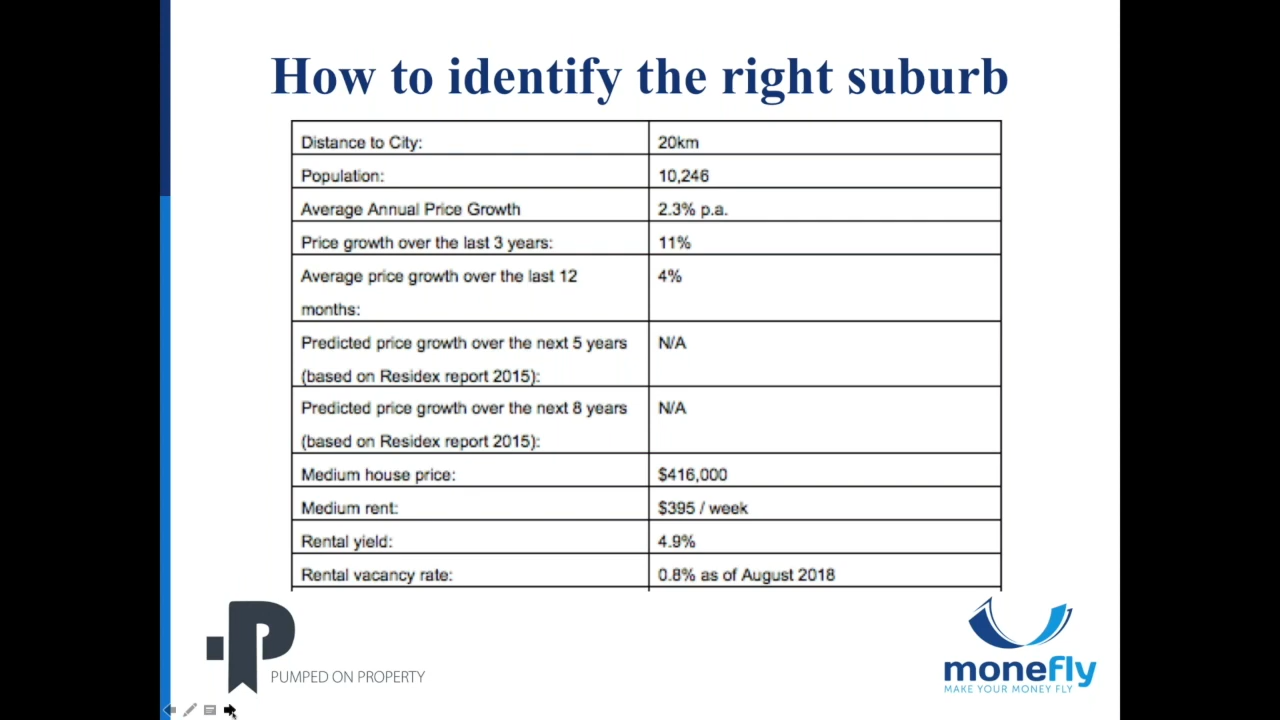 How to identify the right suburb
Distance to City: 20km
Population: 10,246
Average Annual Price Growth 2.3% p.a.
Price growth over the last 3 years: 11%
Average price growth over the last 12 4%
months:
Predicted price growth over the next 5 years N/A
(based on Residex report 2015):
Predicted price growth over the next 8 years N/A
(based on Residex report 2015):
Medium house price: $416,000
Medium rent: $395 / week
Rental yield: 4.9%
Rental vacancy rate: 0.8% as of August 2018
P
PUMPED ON PROPERTY
monefly
MAKE YOUR MONEY FLY